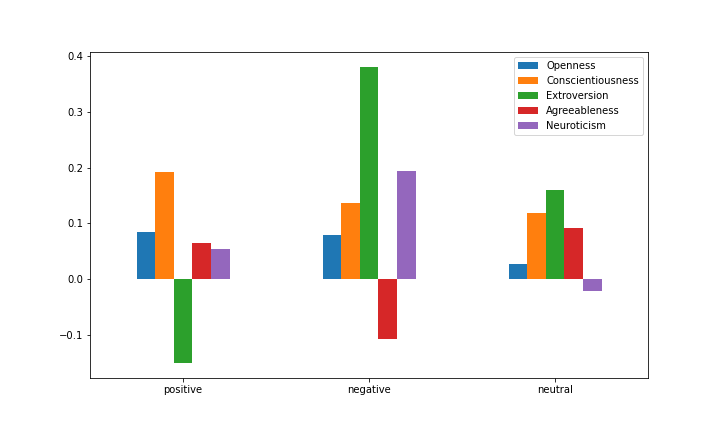 0.4
0.3
0.2
0.1
0.0
−0.1
positive
negative
neutral
Openness
Conscientiousness
Extroversion
Agreeableness
Neuroticism